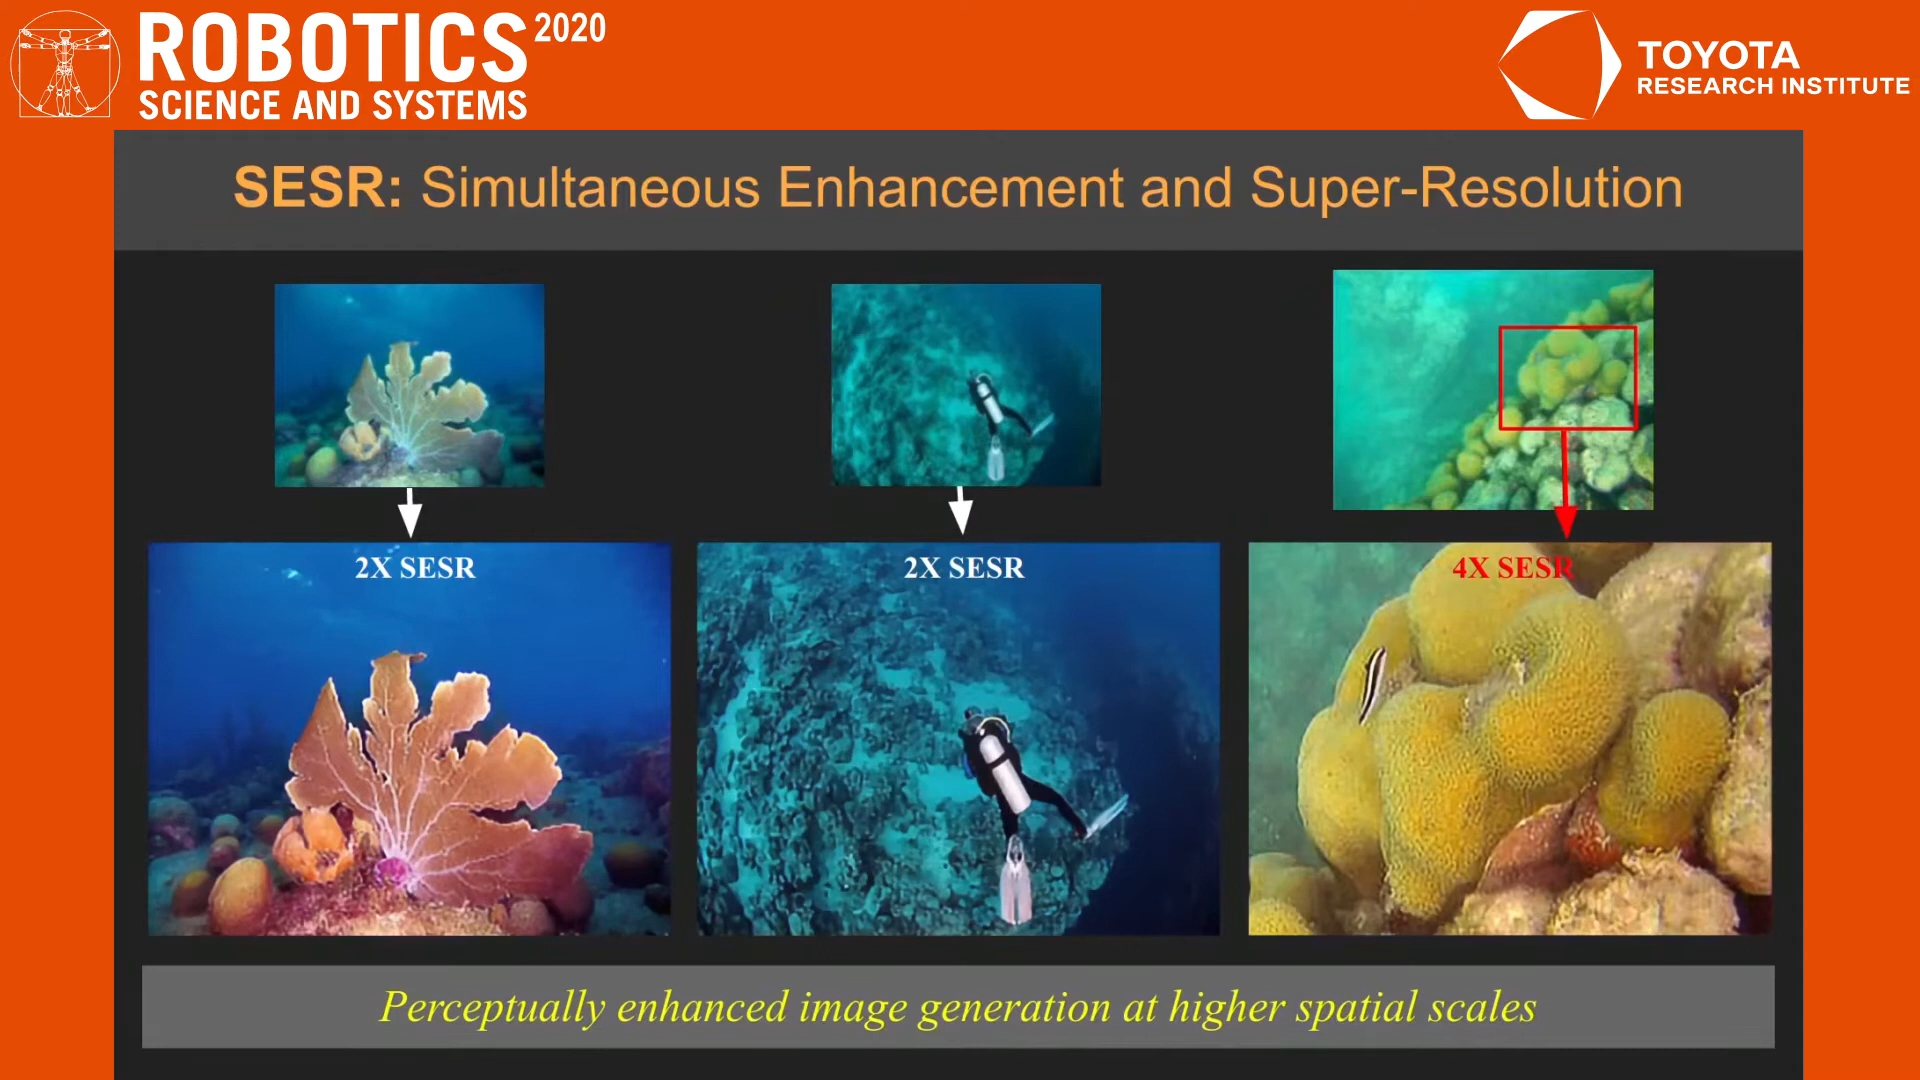 ROBOTICS 2020
SCIENCE AND SYSTEMS
TOYOTA
RESEARCH INSTITUTE
SESR: Simultaneous Enhancement and Super-Resolution
2X SESR
2X SESR
4X SESR
Perceptually enhanced image generation at higher spatial scales